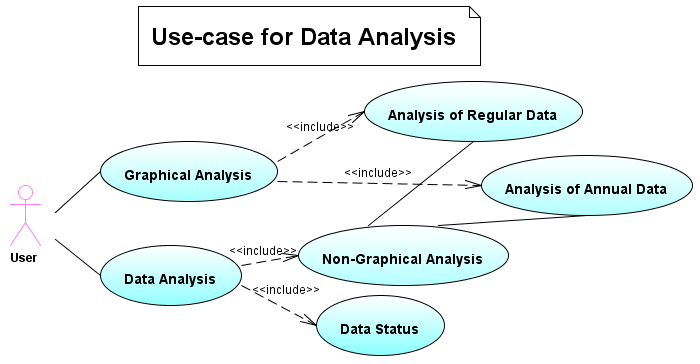 Use-case for Data Analysis
Analysis of Regular Data
<<include>>
Graphical Analysis
<<include>>
Analysis of Annual Data
User
<<include>>
Non-Graphical Analysis
Data Analysis
<<include>>
Data Status